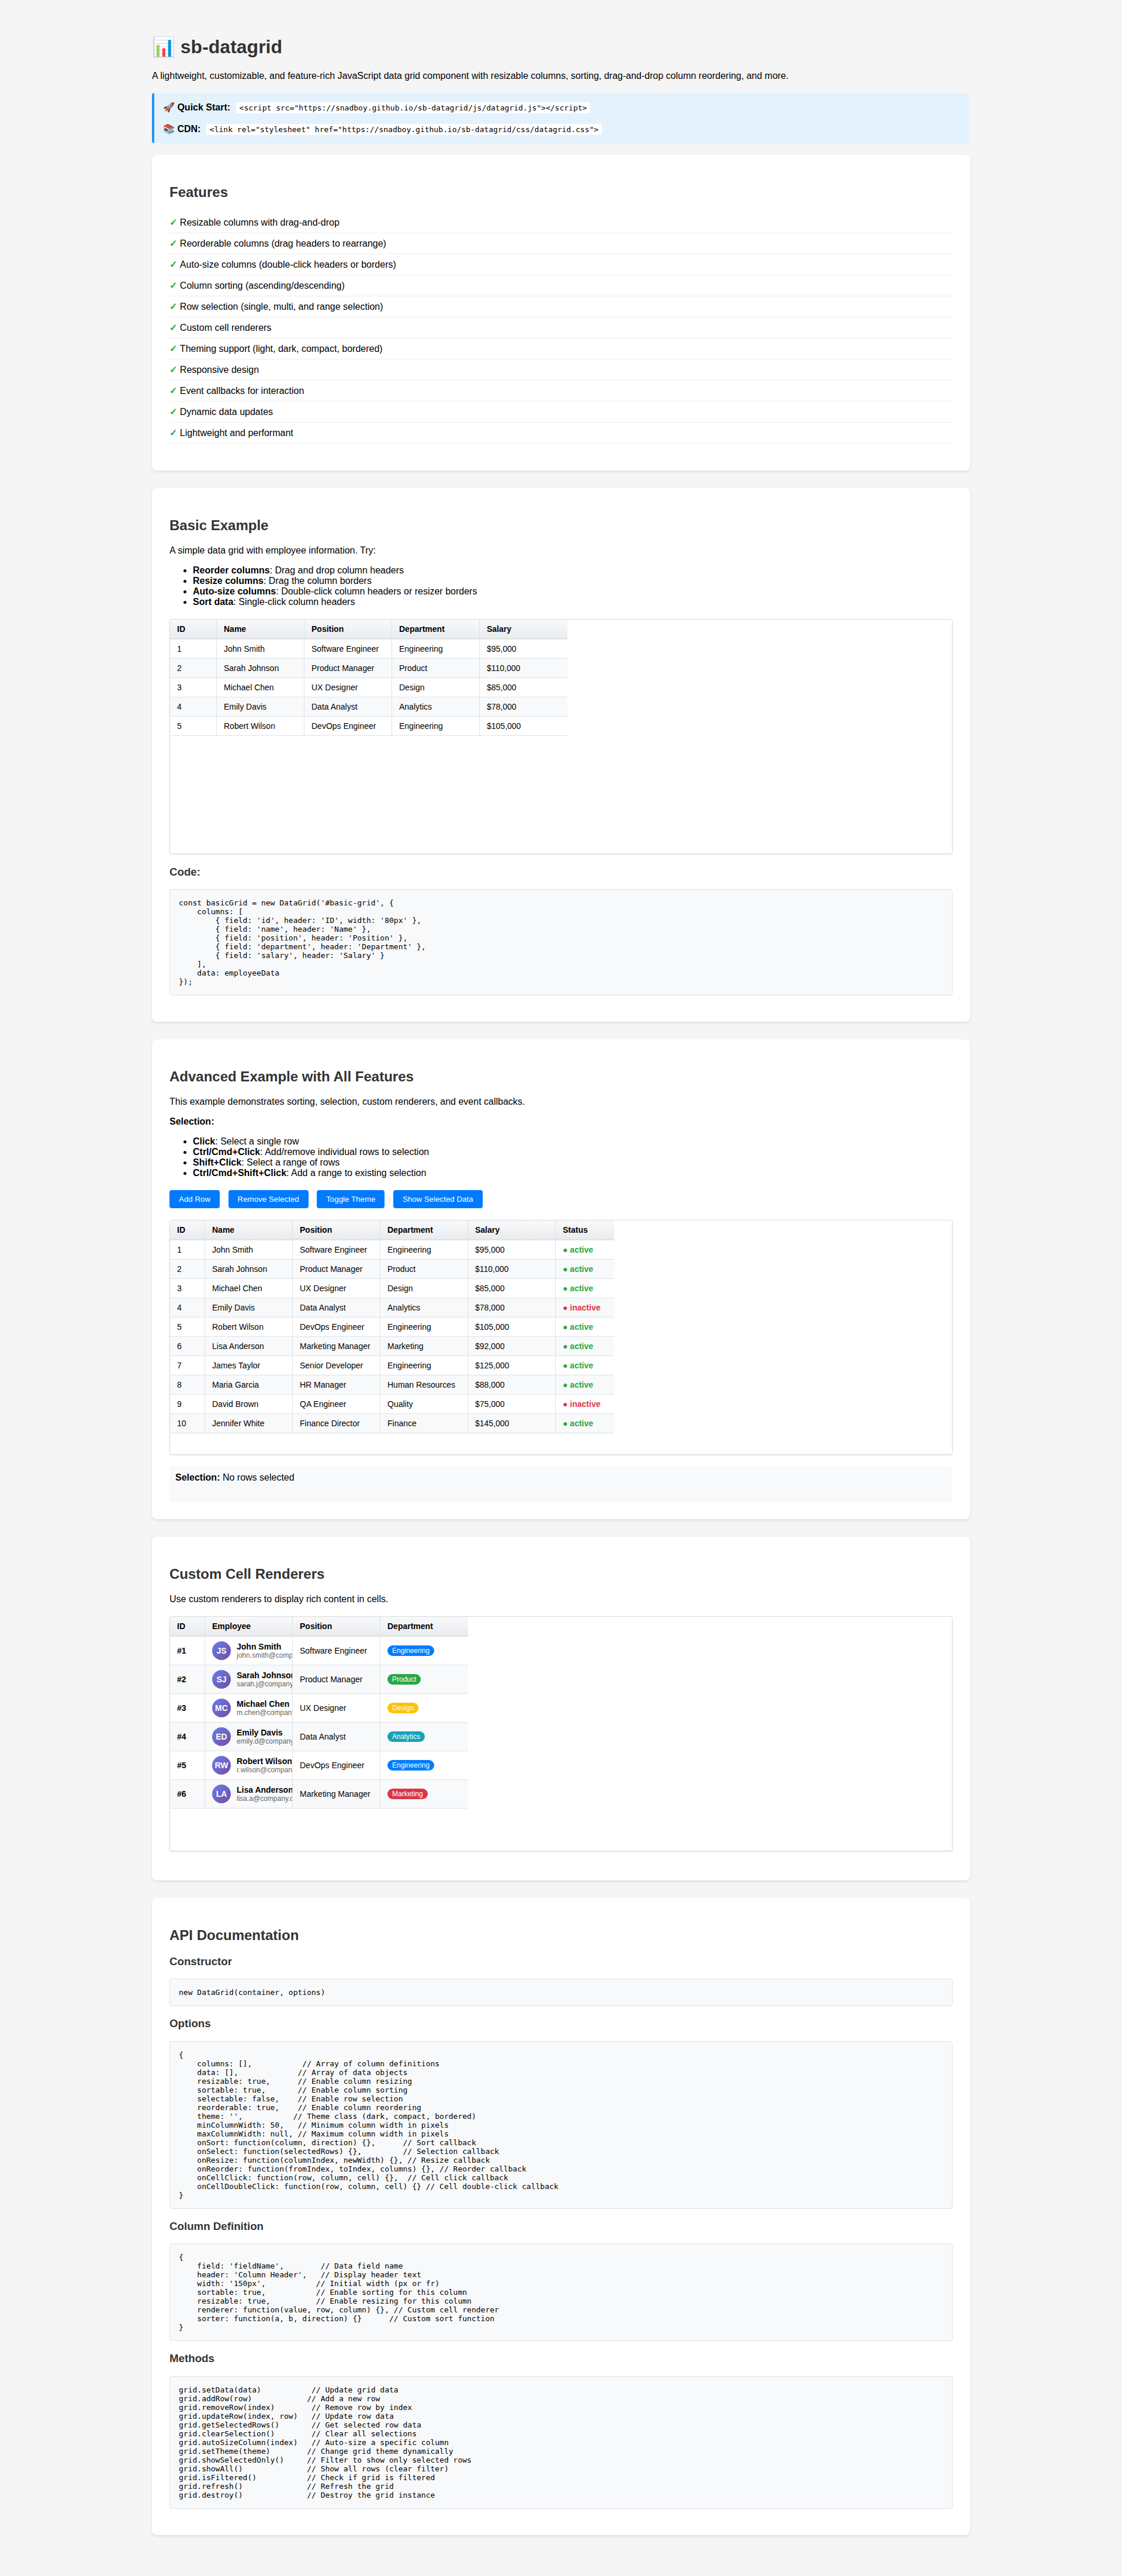 📊 sb-datagrid
A lightweight, customizable, and feature-rich JavaScript data grid component with resizable columns, sorting, drag-and-drop column reordering, and more.
🚀 Quick Start: <script src="https://snadboy.github.io/sb-datagrid/js/datagrid.js"></script>
📚 CDN: <link rel="stylesheet" href="https://snadboy.github.io/sb-datagrid/css/datagrid.css">
Features
✓ Resizable columns with drag-and-drop
✓ Reorderable columns (drag headers to rearrange)
✓ Auto-size columns (double-click headers or borders)
✓ Column sorting (ascending/descending)
✓ Row selection (single, multi, and range selection)
✓ Custom cell renderers
✓ Theming support (light, dark, compact, bordered)
✓ Responsive design
✓ Event callbacks for interaction
✓ Dynamic data updates
✓ Lightweight and performant
Basic Example
A simple data grid with employee information. Try:
• Reorder columns: Drag and drop column headers
• Resize columns: Drag the column borders
• Auto-size columns: Double-click column headers or resizer borders
• Sort data: Single-click column headers
ID Name Position Department Salary
1 John Smith Software Engineer Engineering $95,000
2 Sarah Johnson Product Manager Product $110,000
3 Michael Chen UX Designer Design $85,000
4 Emily Davis Data Analyst Analytics $78,000
5 Robert Wilson DevOps Engineer Engineering $105,000
Code:
const basicGrid = new DataGrid('#basic-grid', {
    columns: [
        { field: 'id', header: 'ID', width: '80px' },
        { field: 'name', header: 'Name' },
        { field: 'position', header: 'Position' },
        { field: 'department', header: 'Department' },
        { field: 'salary', header: 'Salary' }
    ],
    data: employeeData
});
Advanced Example with All Features
This example demonstrates sorting, selection, custom renderers, and event callbacks.
Selection:
• Click: Select a single row
• Ctrl/Cmd+Click: Add/remove individual rows to selection
• Shift+Click: Select a range of rows
• Ctrl/Cmd+Shift+Click: Add a range to existing selection
Add Row Remove Selected Toggle Theme Show Selected Data
ID Name Position Department Salary Status
1 John Smith Software Engineer Engineering $95,000 ● active
2 Sarah Johnson Product Manager Product $110,000 ● active
3 Michael Chen UX Designer Design $85,000 ● active
4 Emily Davis Data Analyst Analytics $78,000 ● inactive
5 Robert Wilson DevOps Engineer Engineering $105,000 ● active
6 Lisa Anderson Marketing Manager Marketing $92,000 ● active
7 James Taylor Senior Developer Engineering $125,000 ● active
8 Maria Garcia HR Manager Human Resources $88,000 ● active
9 David Brown QA Engineer Quality $75,000 ● inactive
10 Jennifer White Finance Director Finance $145,000 ● active
Selection: No rows selected
Custom Cell Renderers
Use custom renderers to display rich content in cells.
ID Employee Position Department
#1 JS John Smith Software Engineer Engineering
john.smith@comp
#2 SJ Sarah Johnson Product Manager Product
sarah.j@company
#3 MC Michael Chen UX Designer Design
m.chen@compan
#4 ED Emily Davis Data Analyst Analytics
emily.d@company
#5 RW Robert Wilson DevOps Engineer Engineering
r.wilson@compan
#6 LA Lisa Anderson Marketing Manager Marketing
lisa.a@company.c
API Documentation
Constructor
new DataGrid(container, options)
Options
{
    columns: [],           // Array of column definitions
    data: [],             // Array of data objects
    resizable: true,      // Enable column resizing
    sortable: true,       // Enable column sorting
    selectable: false,    // Enable row selection
    reorderable: true,    // Enable column reordering
    theme: '',           // Theme class (dark, compact, bordered)
    minColumnWidth: 50,   // Minimum column width in pixels
    maxColumnWidth: null, // Maximum column width in pixels
    onSort: function(column, direction) {},      // Sort callback
    onSelect: function(selectedRows) {},         // Selection callback
    onResize: function(columnIndex, newWidth) {}, // Resize callback
    onReorder: function(fromIndex, toIndex, columns) {}, // Reorder callback
    onCellClick: function(row, column, cell) {},  // Cell click callback
    onCellDoubleClick: function(row, column, cell) {} // Cell double-click callback
}
Column Definition
{
    field: 'fieldName',        // Data field name
    header: 'Column Header',   // Display header text
    width: '150px',           // Initial width (px or fr)
    sortable: true,           // Enable sorting for this column
    resizable: true,          // Enable resizing for this column
    renderer: function(value, row, column) {}, // Custom cell renderer
    sorter: function(a, b, direction) {}      // Custom sort function
}
Methods
grid.setData(data)           // Update grid data
grid.addRow(row)            // Add a new row
grid.removeRow(index)        // Remove row by index
grid.updateRow(index, row)   // Update row data
grid.getSelectedRows()       // Get selected row data
grid.clearSelection()        // Clear all selections
grid.autoSizeColumn(index)   // Auto-size a specific column
grid.setTheme(theme)        // Change grid theme dynamically
grid.showSelectedOnly()     // Filter to show only selected rows
grid.showAll()              // Show all rows (clear filter)
grid.isFiltered()           // Check if grid is filtered
grid.refresh()              // Refresh the grid
grid.destroy()              // Destroy the grid instance